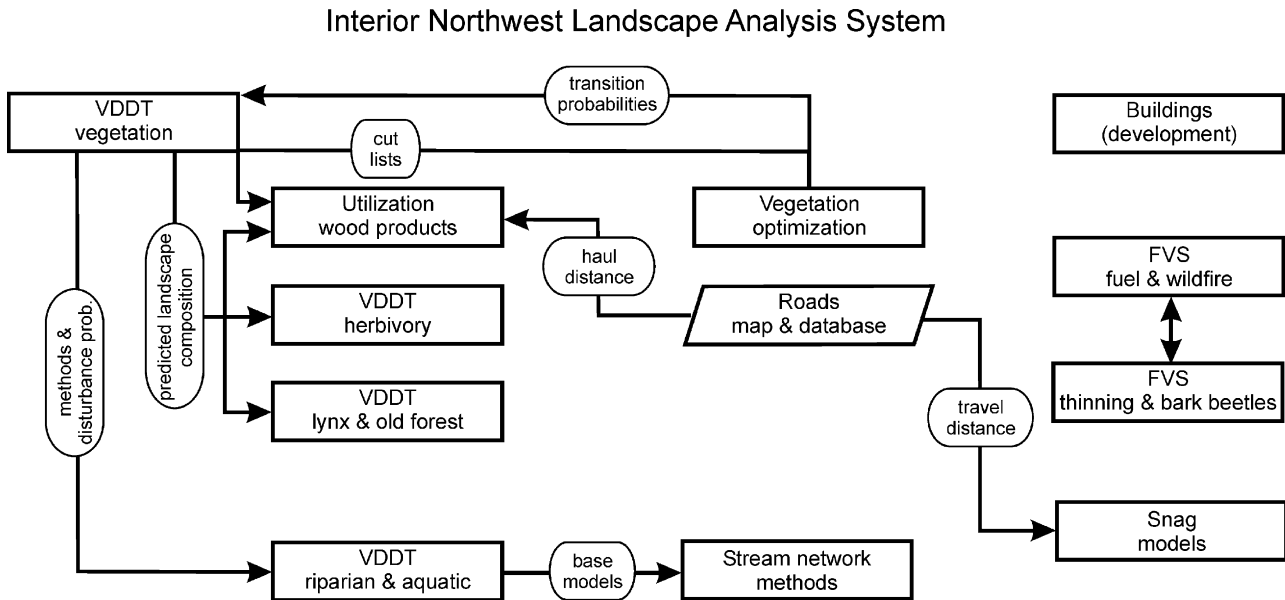 Interior Northwest Landscape Analysis System
transition
probabilities
VDDT
vegetation
Buildings
(development)
cut
lists
Utilization
wood products
Vegetation
optimization
haul
distance
FVS
fuel & wildfire
methods &
disturbance prob.
predicted landscape
composition
VDDT
herbivory
Roads
map & database
VDDT
lynx & old forest
travel
distance
FVS
thinning & bark beetles
Snag
models
VDDT
riparian & aquatic
base
models
Stream network
methods